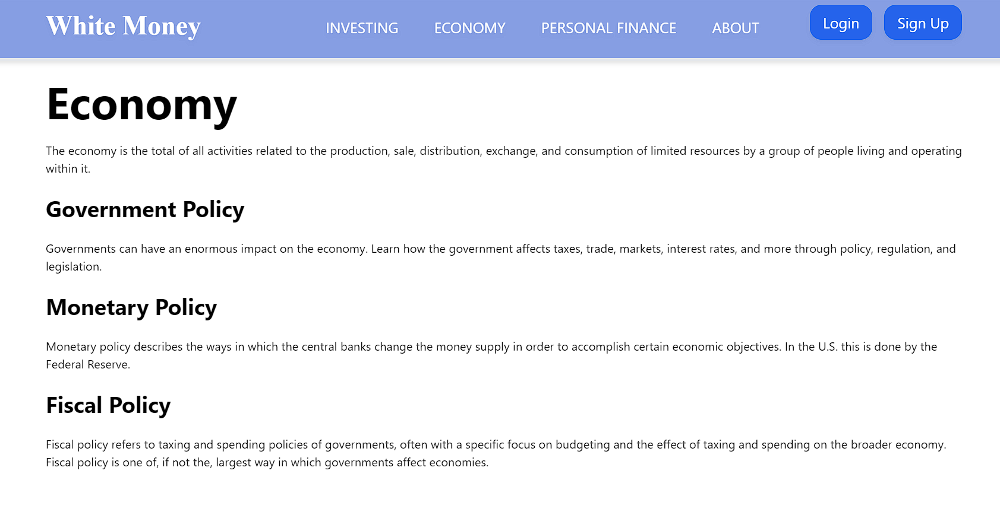 White Money
INVESTING
ECONOMY
PERSONAL FINANCE
ABOUT
Login
Sign Up
Economy
The economy is the total of all activities related to the production, sale, distribution, exchange, and consumption of limited resources by a group of people living and operating
within it.
Government Policy
Governments can have an enormous impact on the economy. Learn how the government affects taxes, trade, markets, interest rates, and more through policy, regulation, and
legislation.
Monetary Policy
Monetary policy describes the ways in which the central banks change the money supply in order to accomplish certain economic objectives. In the U.S. this is done by the
Federal Reserve.
Fiscal Policy
Fiscal policy refers to taxing and spending policies of governments, often with a specific focus on budgeting and the effect of taxing and spending on the broader economy.
Fiscal policy is one of, if not the, largest way in which governments affect economies.